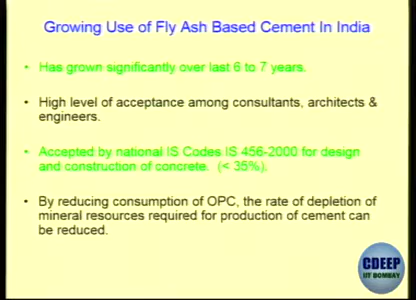 Growing Use of Fly Ash Based Cement In India
• Has grown significantly over last 6 to 7 years.
• High level of acceptance among consultants, architects &
engineers.
• Accepted by national IS Codes IS 456-2000 for design
and construction of concrete. (< 35%).
• By reducing consumption of OPC, the rate of depletion of
mineral resources required for production of cement can
be reduced.
CDEEP
IIT BOMBAY